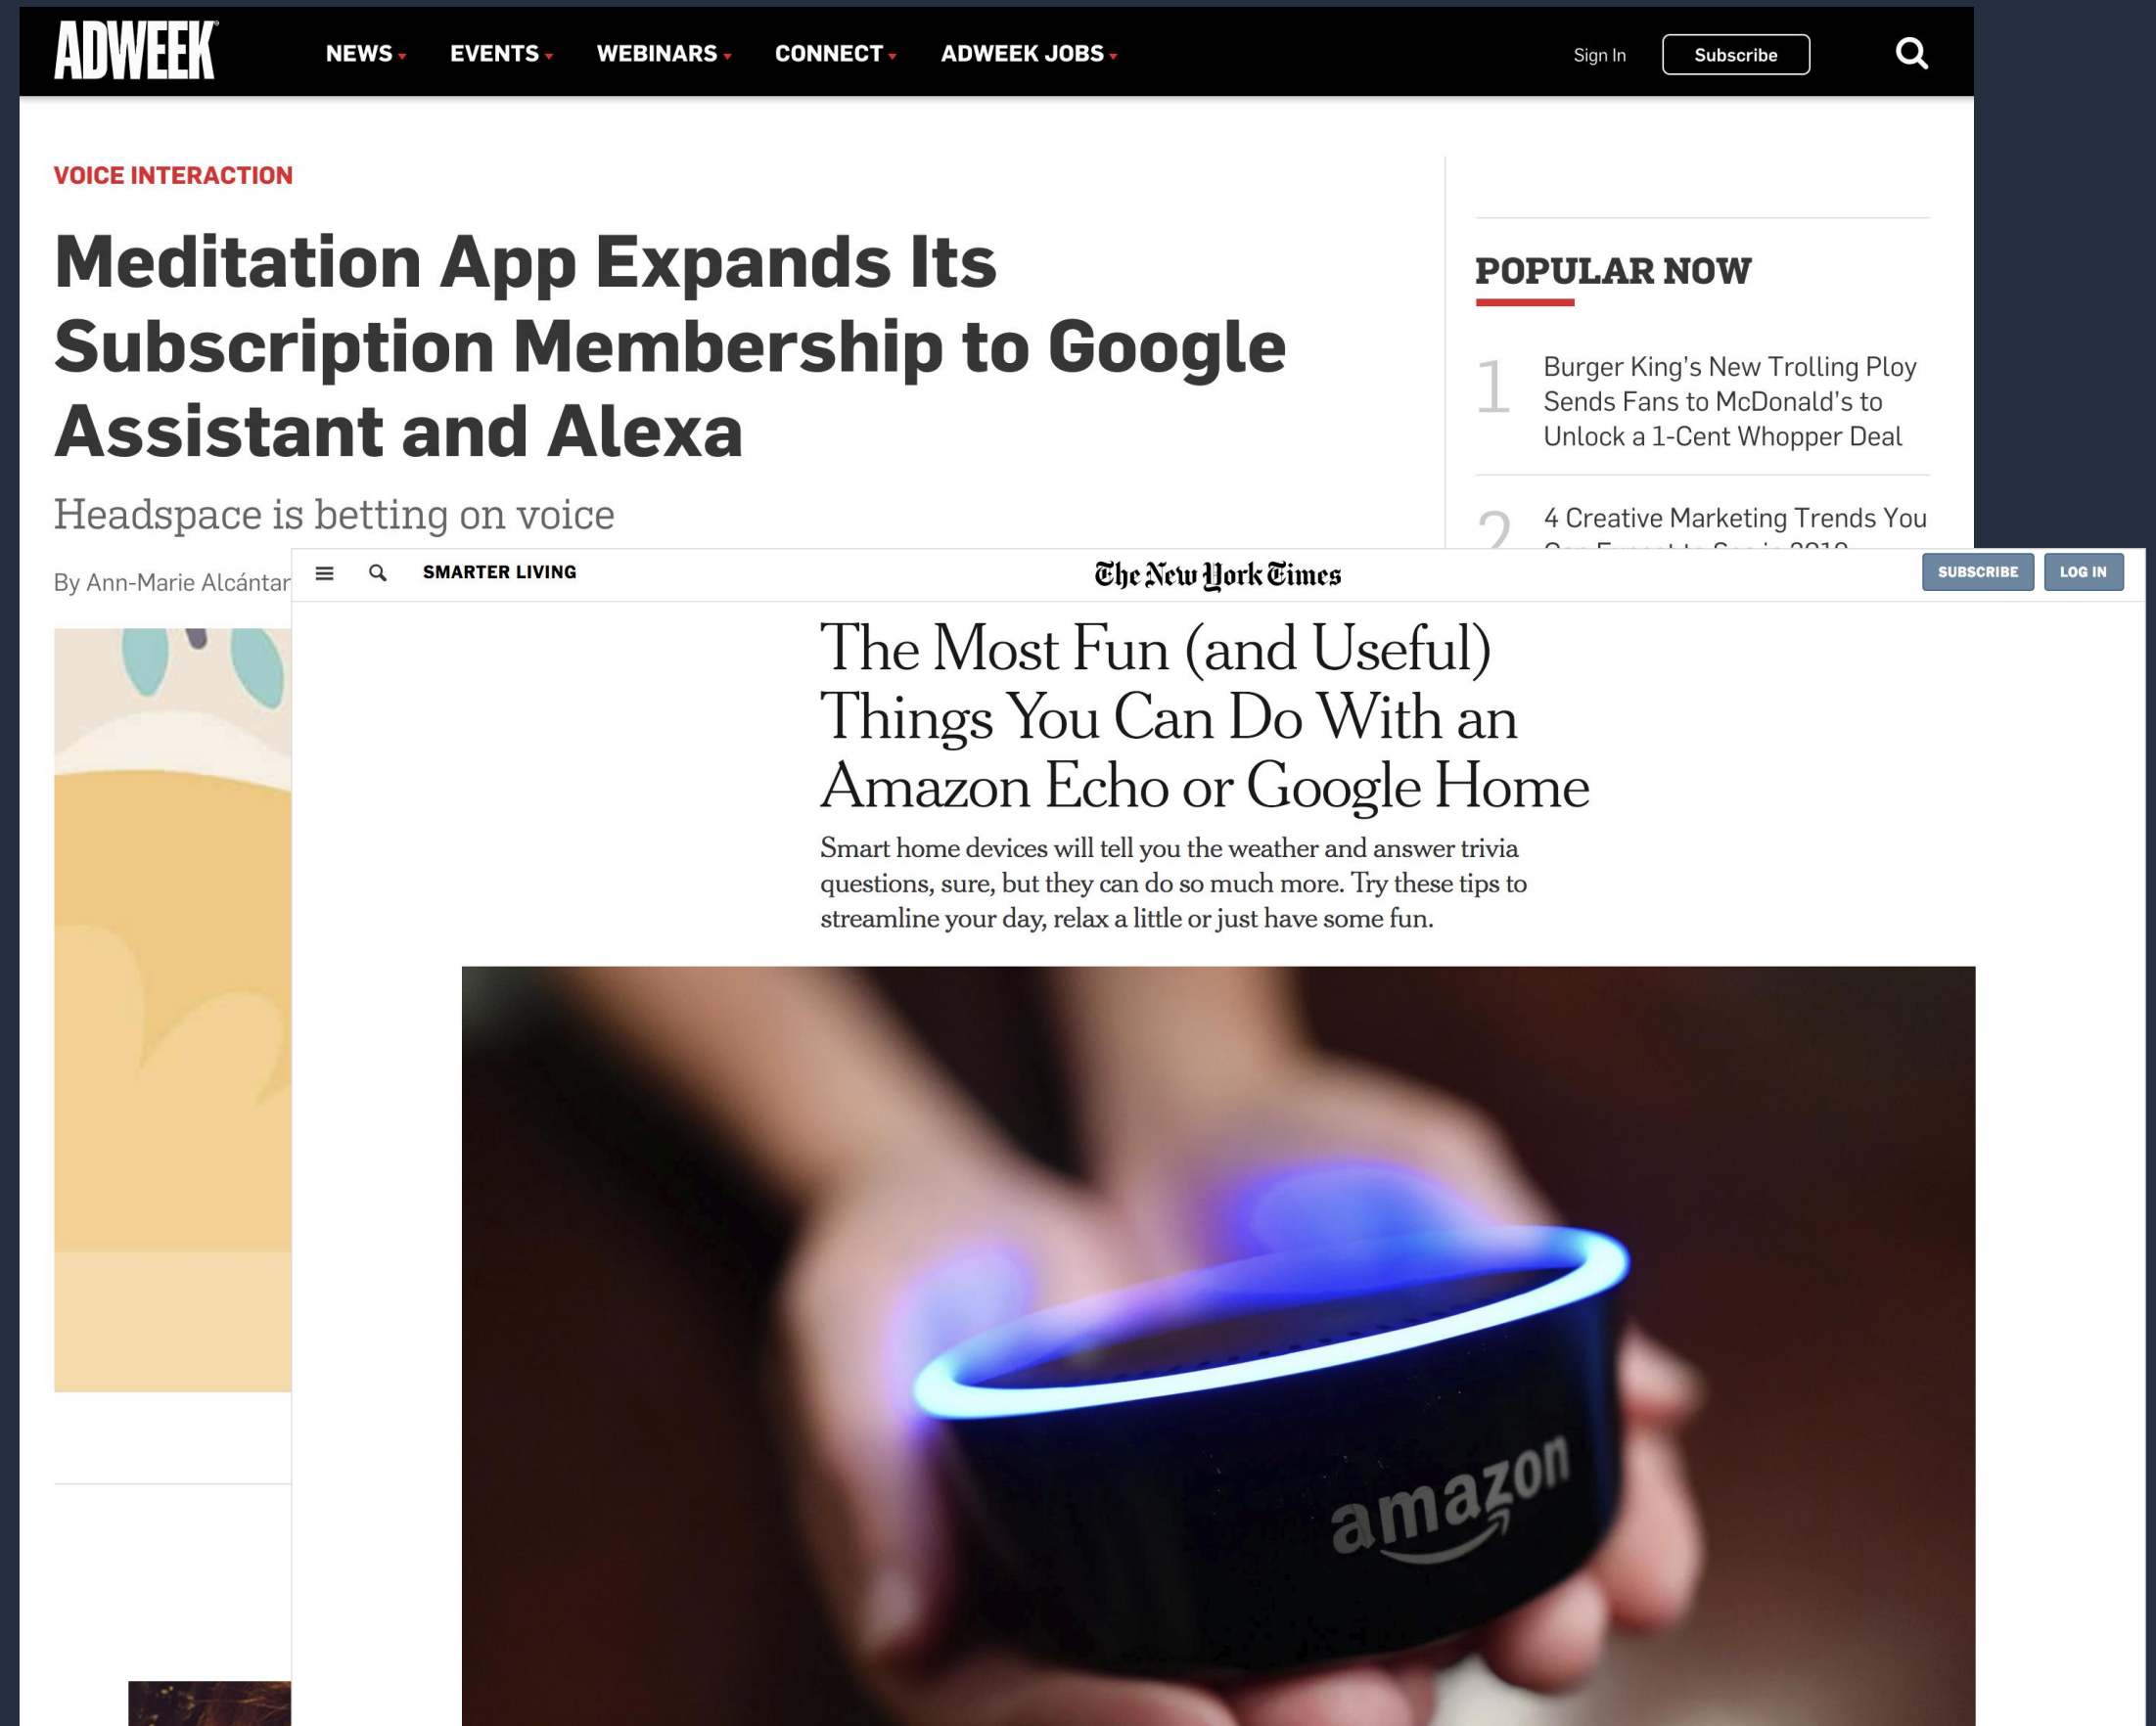 ADWEEK
NEWS EVENTS WEBINARS CONNECT ADWEEK JOBS
Sign In Subscribe
VOICE INTERACTION
Meditation App Expands Its
Subscription Membership to Google
Assistant and Alexa
Headspace is betting on voice
By Ann-Marie Alcántar
POPULAR NOW
1
Burger King's New Trolling Ploy
Sends Fans to McDonald's to
Unlock a 1-Cent Whopper Deal
2
4 Creative Marketing Trends You
SMARTER LIVING
The New York Times
SUBSCRIBE LOG IN
The Most Fun (and Useful)
Things You Can Do With an
Amazon Echo or Google Home
Smart home devices will tell you the weather and answer trivia
questions, sure, but they can do so much more. Try these tips to
streamline your day, relax a little or just have some fun.
amazon